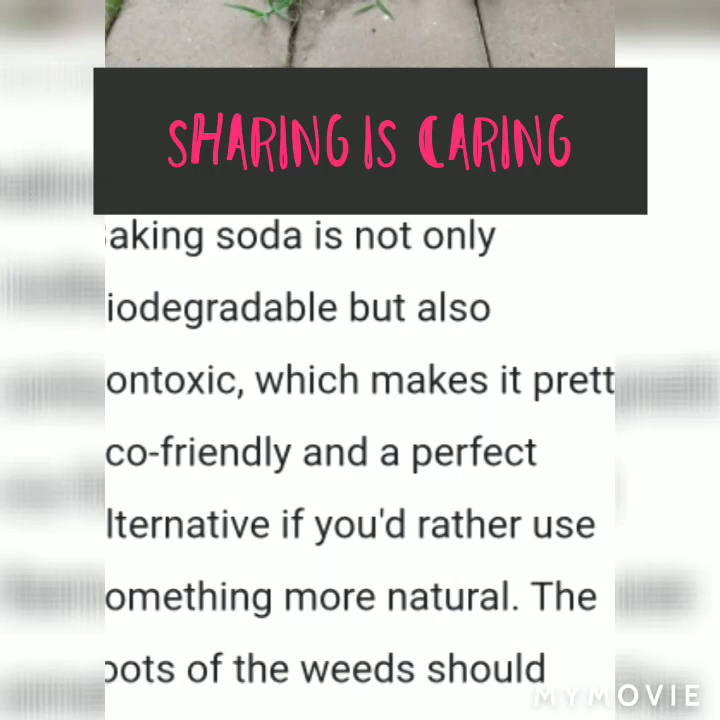 SHARING IS CARING
aking soda is not only
iodegradable but also
ontoxic, which makes it prett
co-friendly and a perfect
lternative if you'd rather use
omething more natural. The
oots of the weeds should
MYMOVIE